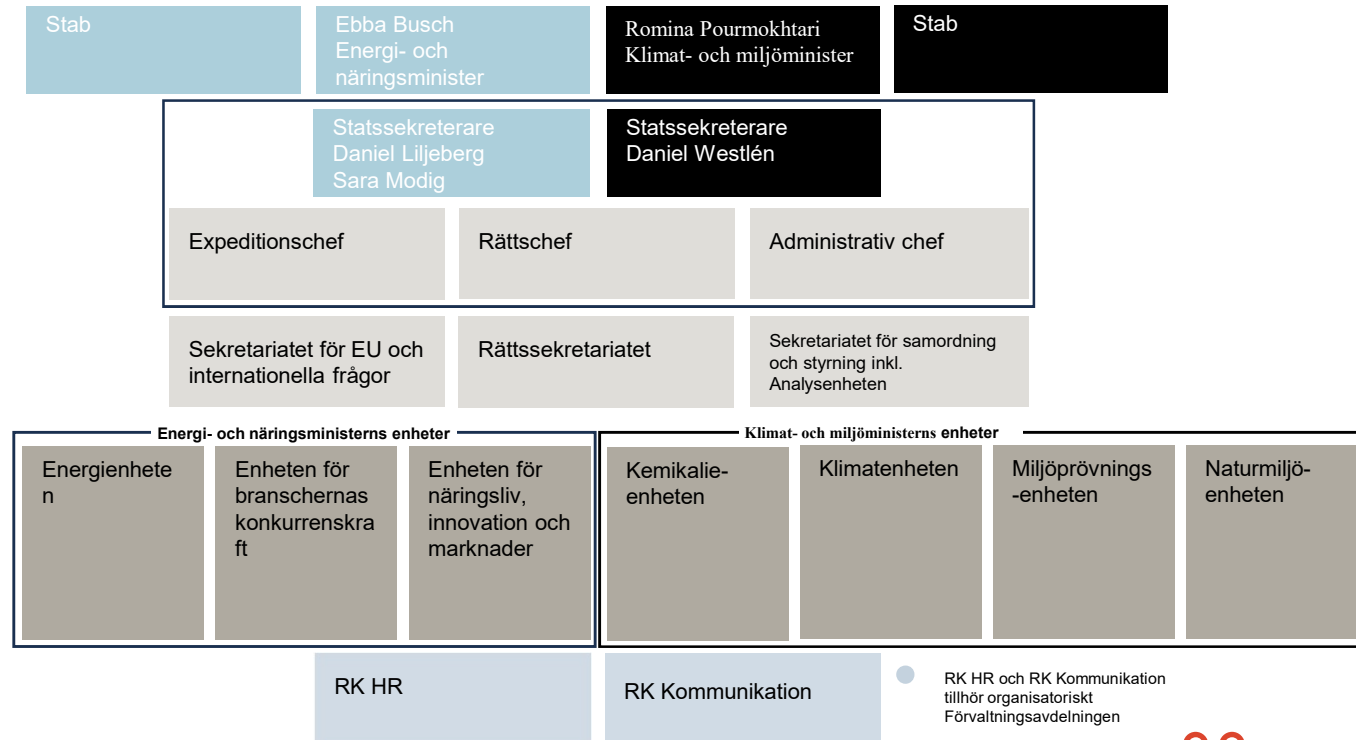 Stab
Ebba Busch
Energi- och
näringsminister
Romina Pourmokhtari
Klimat- och miljöminister
Stab
Statssekreterare
Daniel Liljeberg
Sara Modig
Statssekreterare
Daniel Westlén
Expeditionschef
Rättschef
Administrativ chef
Sekretariatet för EU och
internationella frågor
Rättssekretariatet
Sekretariatet för samordning
och styrning inkl.
Analysenheten
Energi- och näringsministerns enheter
Klimat- och miljöministerns enheter
Energienhete
n
Enheten för
branschernas
konkurrenskra
ft
Enheten för
näringsliv,
innovation och
marknader
Kemikalie-
enheten
Klimatenheten
Miljöprövnings
-enheten
Naturmiljö-
enheten
RK HR
RK Kommunikation
RK HR och RK Kommunikation
tillhör organisatoriskt
Förvaltningsavdelningen